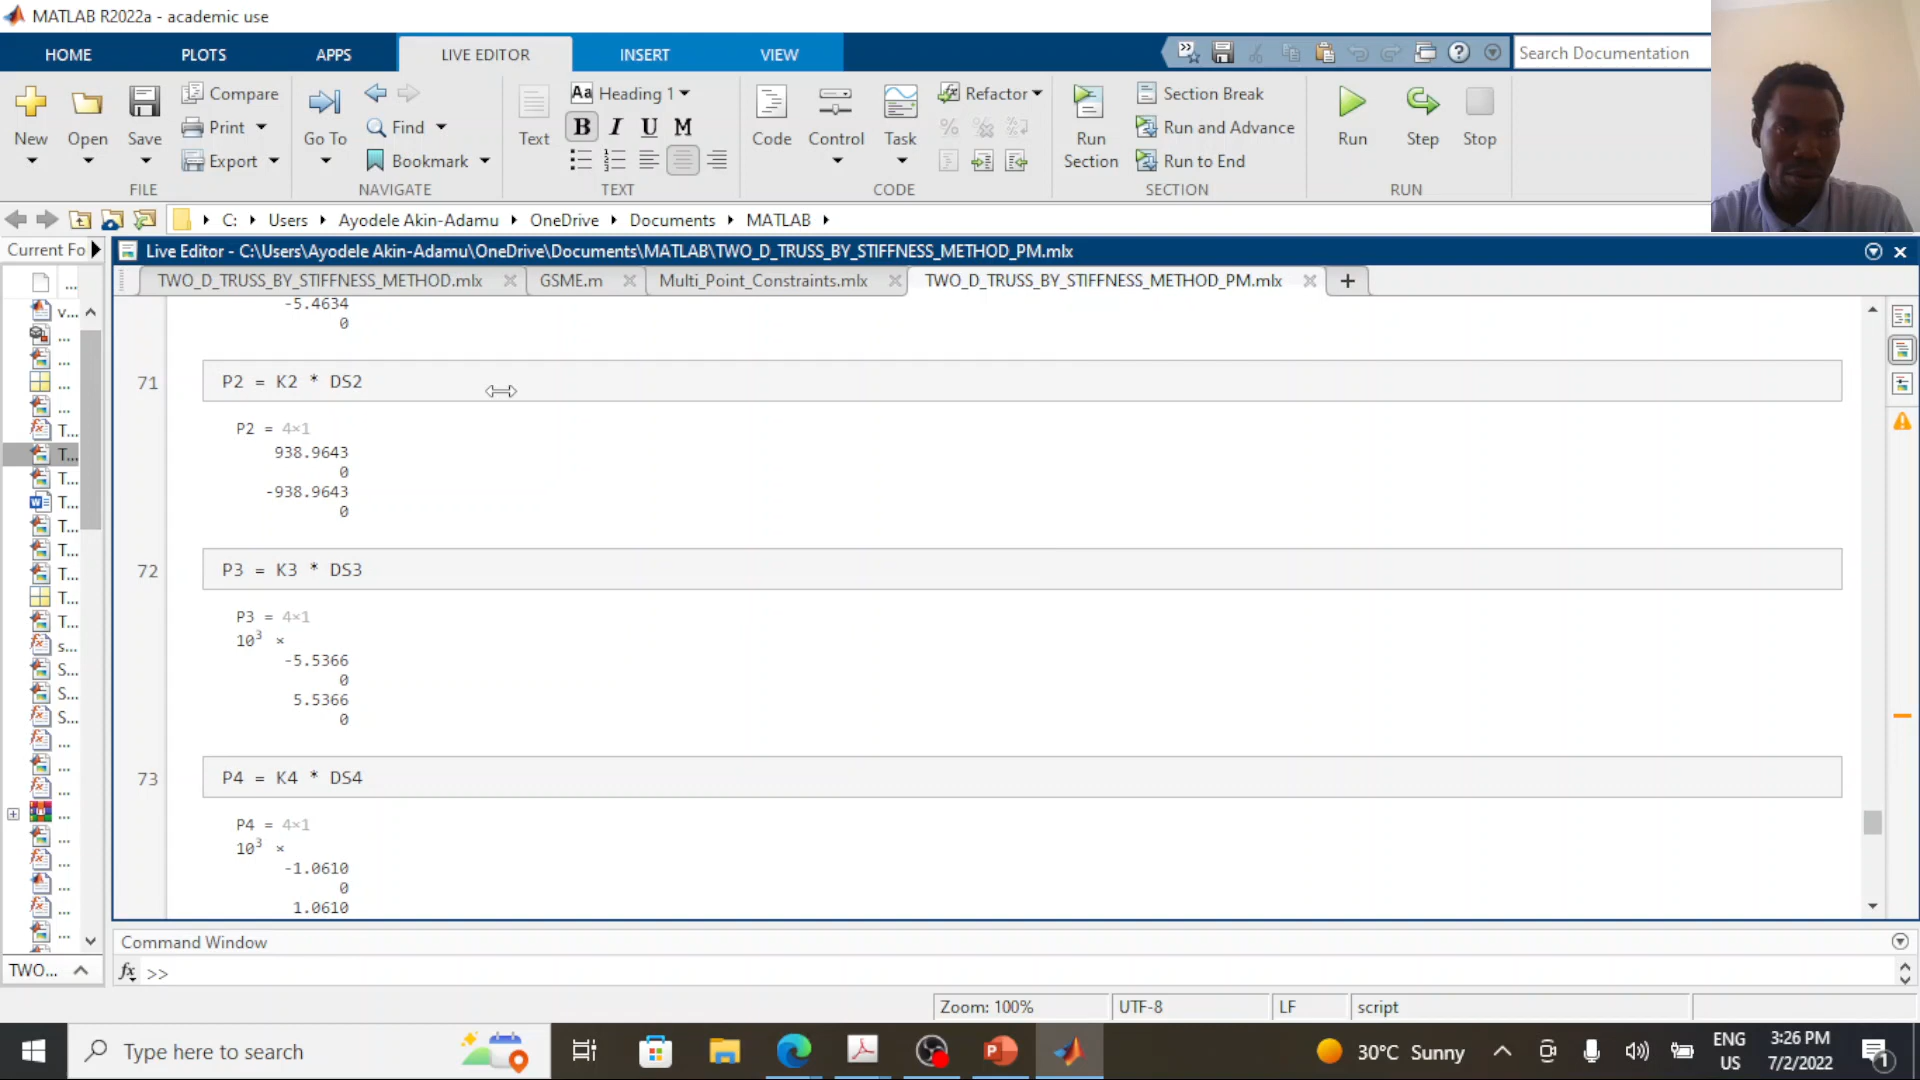 MATLAB R2022a - academic use
HOME PLOTS APPS LIVE EDITOR INSERT VIEW
Search Documentation
New Open Save Compare Print Export
Go To Find Bookmark
Text Aa Heading 1 B I U M
Code Control Task Refactor
Run Section Section Break Run and Advance Run to End
Run Step Stop
FILE NAVIGATE TEXT CODE SECTION RUN
C: Users Ayodele Akin-Adamu OneDrive Documents MATLAB
Current Fo
Live Editor - C:\Users\Ayodele Akin-Adamu\OneDrive\Documents\MATLAB\TWO_D_TRUSS_BY_STIFFNESS_METHOD_PM.mlx
TWO_D_TRUSS_BY_STIFFNESS_METHOD.mlx GSME.m Multi_Point_Constraints.mlx TWO_D_TRUSS_BY_STIFFNESS_METHOD_PM.mlx +
...
v...
...
...
...
...
T...
T...
T...
T...
T...
T...
T...
T...
T...
s...
S...
S...
S...
...
...
...
...
...
...
...
...
...
TWO...
-5.4634
0
71 P2 = K2 * DS2
P2 = 4×1
938.9643
0
-938.9643
0
72 P3 = K3 * DS3
P3 = 4×1
10³ ×
-5.5366
0
5.5366
0
73 P4 = K4 * DS4
P4 = 4×1
10³ ×
-1.0610
0
1.0610
Command Window
fx >>
Zoom: 100% UTF-8 LF script
Type here to search
30°C Sunny
ENG
US
3:26 PM
7/2/2022
1